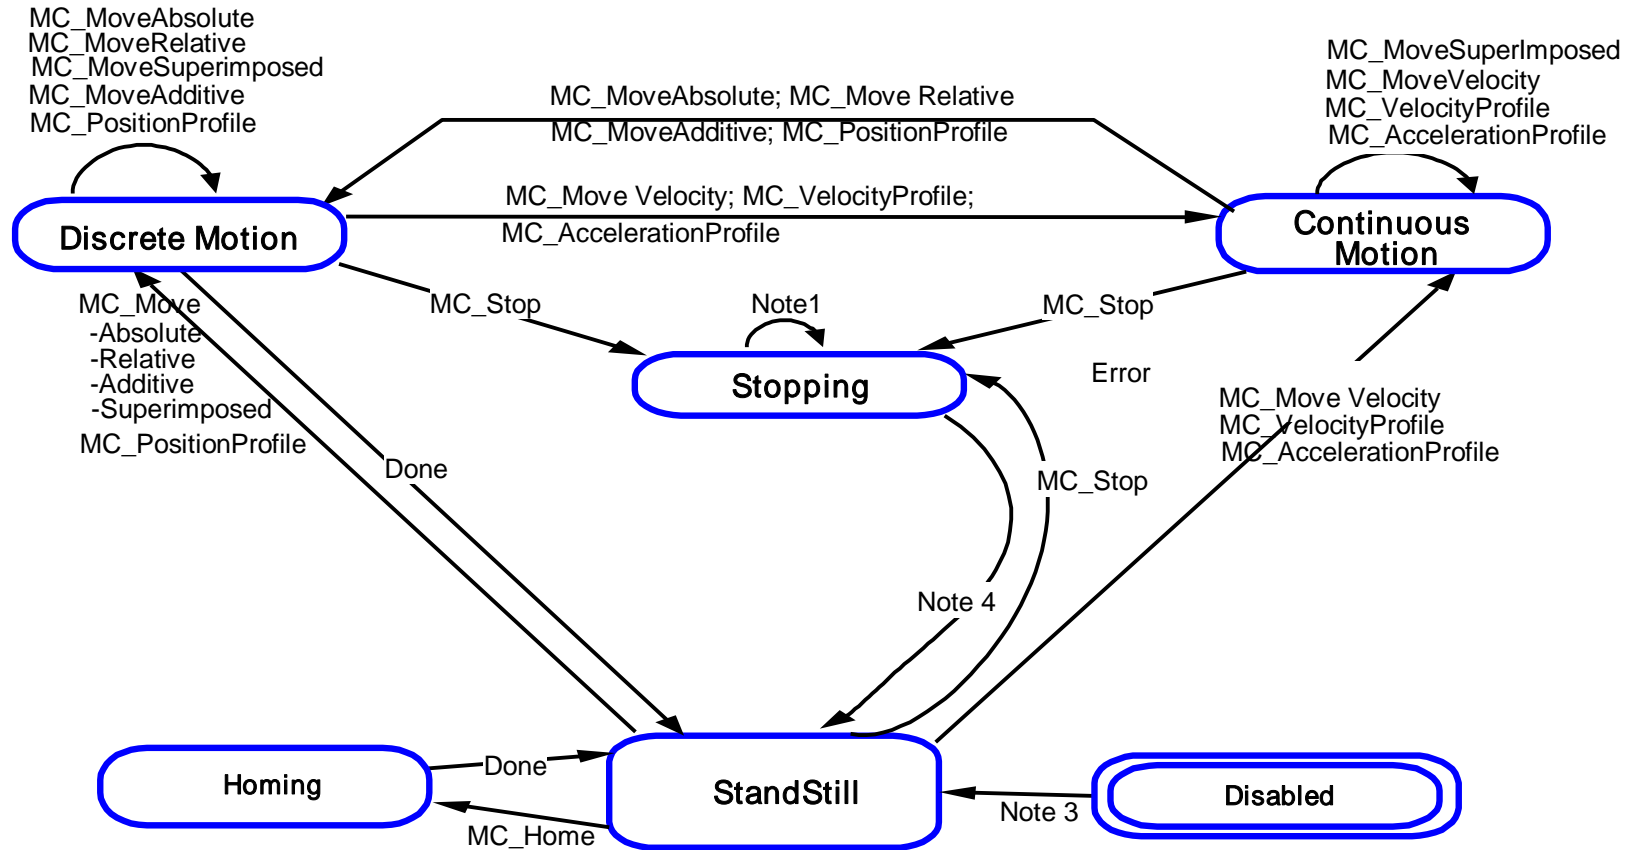 MC_MoveAbsolute
MC_MoveRelative
MC_MoveSuperimposed
MC_MoveAdditive
MC_PositionProfile
MC_MoveAbsolute; MC_Move Relative
MC_MoveAdditive; MC_PositionProfile
MC_MoveSuperImposed
MC_MoveVelocity
MC_VelocityProfile
MC_AccelerationProfile
MC_Move Velocity; MC_VelocityProfile;
MC_AccelerationProfile
Discrete Motion
Continuous
Motion
MC_Move
-Absolute
-Relative
-Additive
-Superimposed
MC_PositionProfile
MC_Stop
Note1
MC_Stop
Stopping
Error
MC_Move Velocity
MC_VelocityProfile
MC_AccelerationProfile
Done
MC_Stop
Note 4
Homing
Done
MC_Home
StandStill
Note 3
Disabled